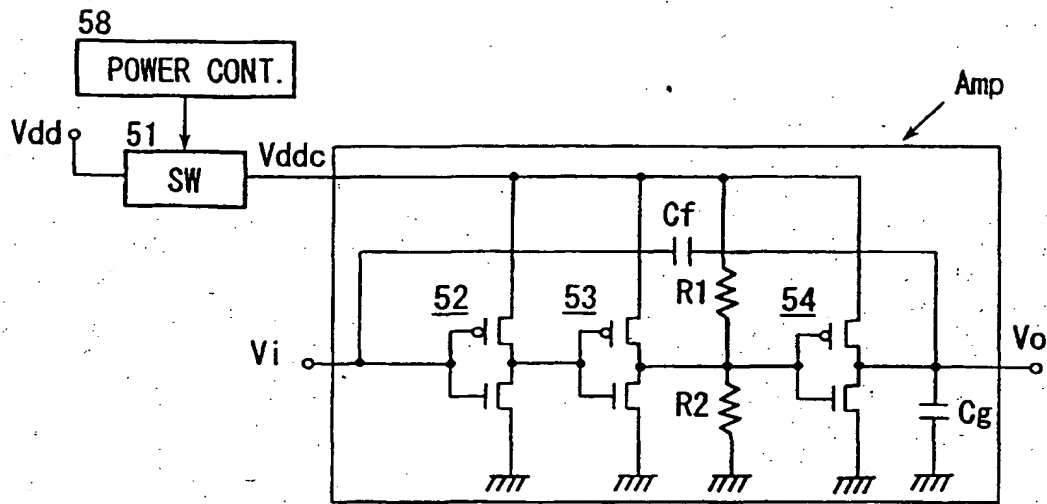 58
POWER CONT.
Amp
Vdd
51
SW
Vddc
Cf
R1
52
53
54
Vi
Vo
R2
Cg